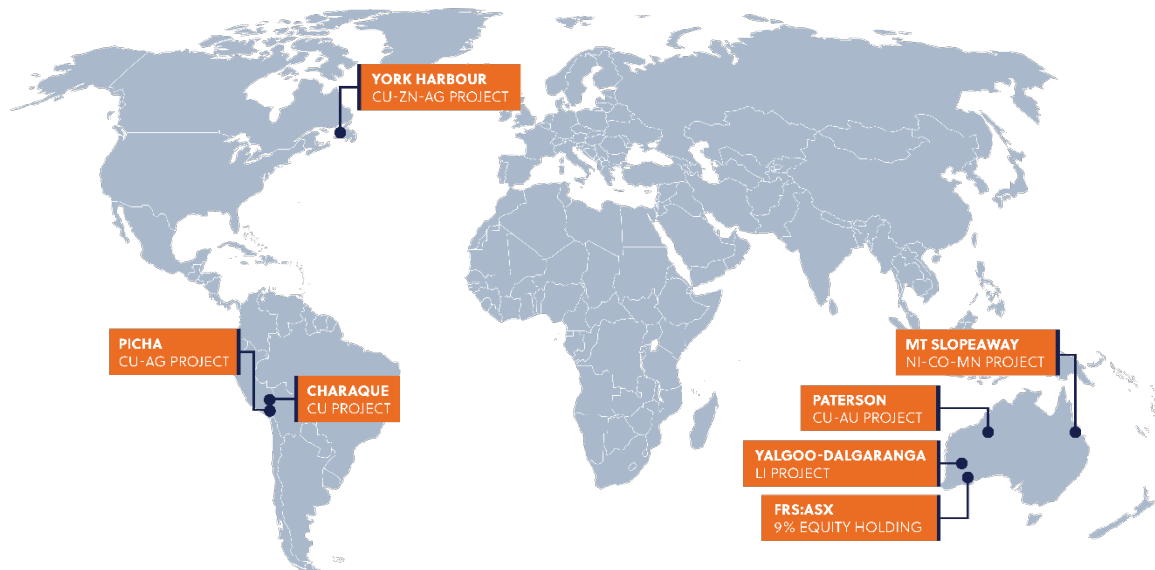 YORK HARBOUR
CU-ZN-AG PROJECT
PICHA
CU-AG PROJECT
CHARAQUE
CU PROJECT
MT SLOPEAWAY
NI-CO-MN PROJECT
PATERSON
CU-AU PROJECT
YALGOO-DALGARANGA
LI PROJECT
FRS:ASX
9% EQUITY HOLDING